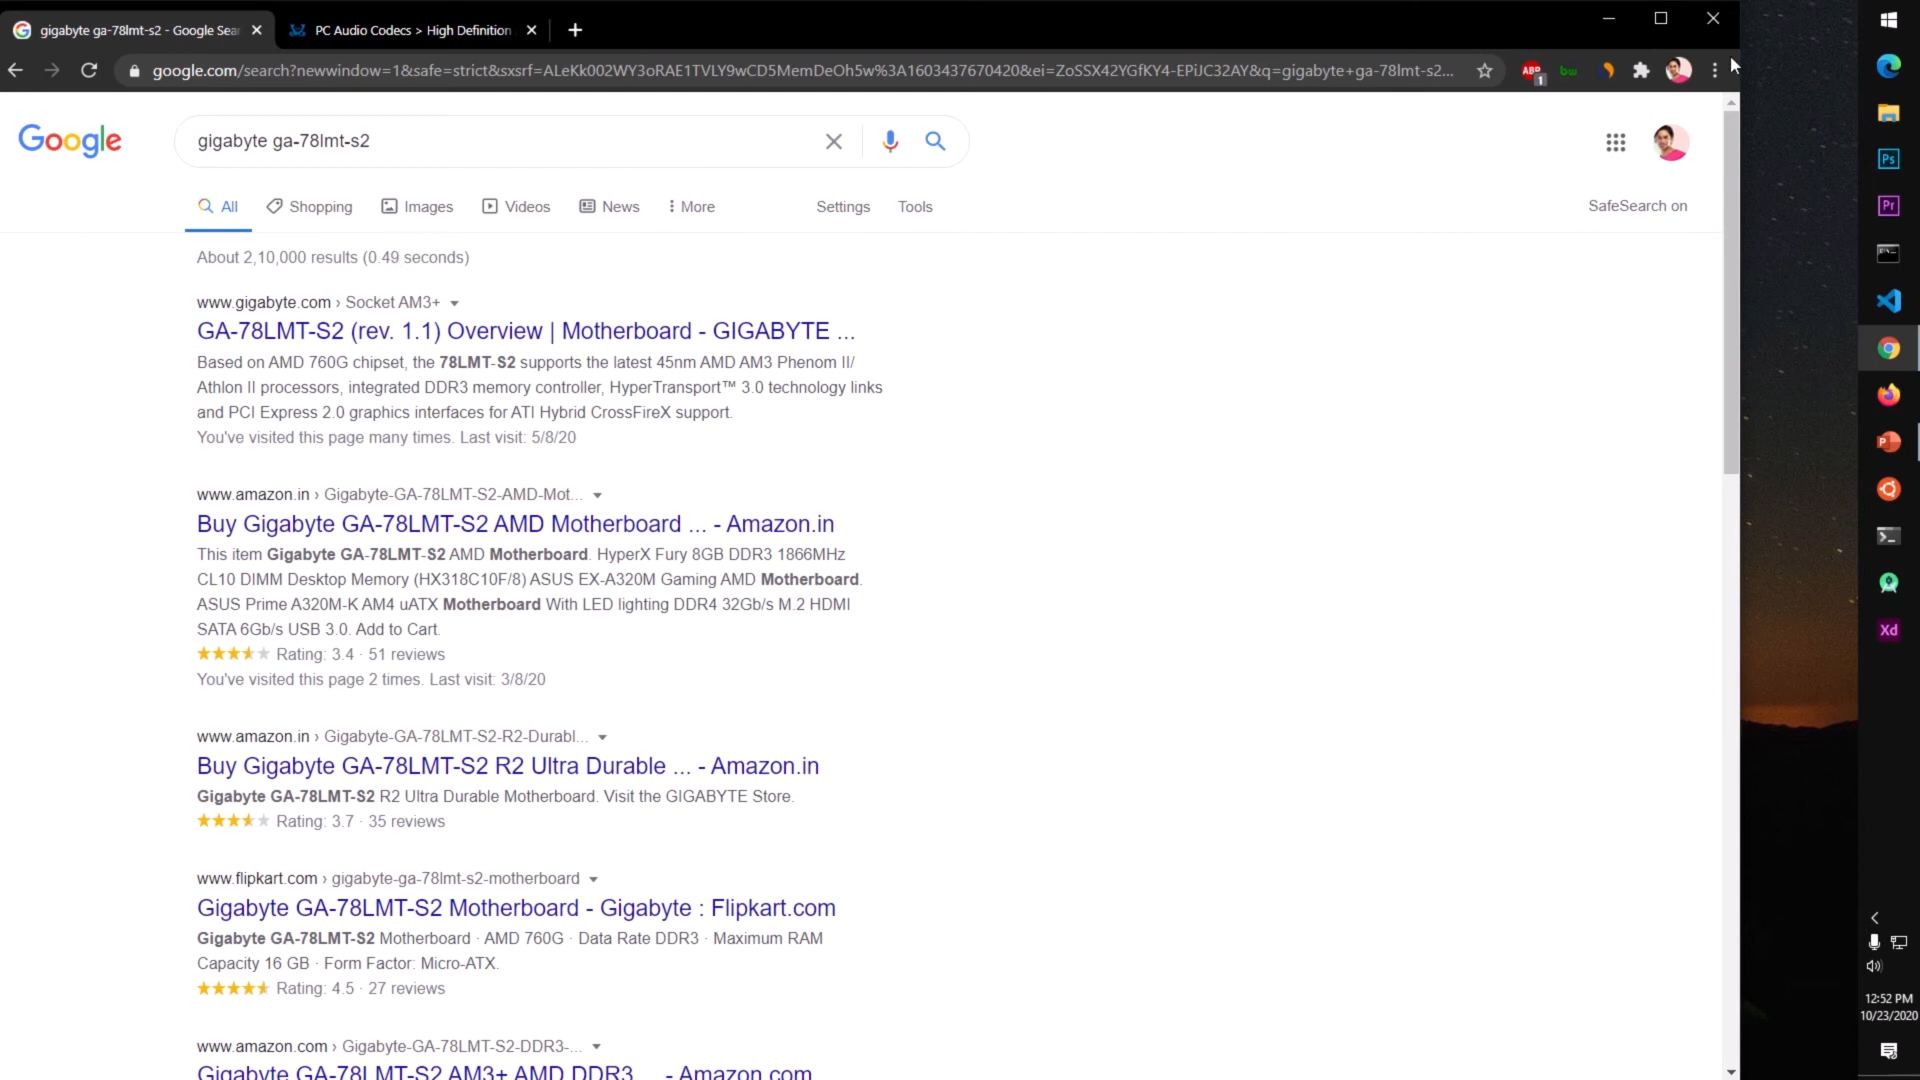 gigabyte ga-78lmt-s2 - Google Sear
PC Audio Codecs > High Definition
google.com/search?newwindow=1&safe=strict&sxsrf=ALeKk002WY3oRAE1TVLY9wCD5MemDeOh5w%3A1603437670420&ei=ZoSSX42YGfKY4-EPiJC32AY&q=gigabyte+ga-78lmt-s2...
ABP
1
bw
Google
gigabyte ga-78lmt-s2
All
Shopping
Images
Videos
News
More
Settings
Tools
SafeSearch on
About 2,10,000 results (0.49 seconds)
www.gigabyte.com › Socket AM3+
GA-78LMT-S2 (rev. 1.1) Overview | Motherboard - GIGABYTE ...
Based on AMD 760G chipset, the 78LMT-S2 supports the latest 45nm AMD AM3 Phenom II/
Athlon II processors, integrated DDR3 memory controller, HyperTransport™ 3.0 technology links
and PCI Express 2.0 graphics interfaces for ATI Hybrid CrossFireX support.
You've visited this page many times. Last visit: 5/8/20
www.amazon.in › Gigabyte-GA-78LMT-S2-AMD-Mot...
Buy Gigabyte GA-78LMT-S2 AMD Motherboard ... - Amazon.in
This item Gigabyte GA-78LMT-S2 AMD Motherboard. HyperX Fury 8GB DDR3 1866MHz
CL10 DIMM Desktop Memory (HX318C10F/8) ASUS EX-A320M Gaming AMD Motherboard.
ASUS Prime A320M-K AM4 uATX Motherboard With LED lighting DDR4 32Gb/s M.2 HDMI
SATA 6Gb/s USB 3.0. Add to Cart.
Rating: 3.4 · 51 reviews
You've visited this page 2 times. Last visit: 3/8/20
www.amazon.in › Gigabyte-GA-78LMT-S2-R2-Durabl...
Buy Gigabyte GA-78LMT-S2 R2 Ultra Durable ... - Amazon.in
Gigabyte GA-78LMT-S2 R2 Ultra Durable Motherboard. Visit the GIGABYTE Store.
Rating: 3.7 · 35 reviews
www.flipkart.com › gigabyte-ga-78lmt-s2-motherboard
Gigabyte GA-78LMT-S2 Motherboard - Gigabyte : Flipkart.com
Gigabyte GA-78LMT-S2 Motherboard · AMD 760G · Data Rate DDR3 · Maximum RAM
Capacity 16 GB · Form Factor: Micro-ATX.
Rating: 4.5 · 27 reviews
www.amazon.com › Gigabyte-GA-78LMT-S2-DDR3-...
Gigabyte GA-78LMT-S2 AM3+ AMD DDR3 ... - Amazon.com
Ps
Pr
P
Xd
12:52 PM
10/23/2020